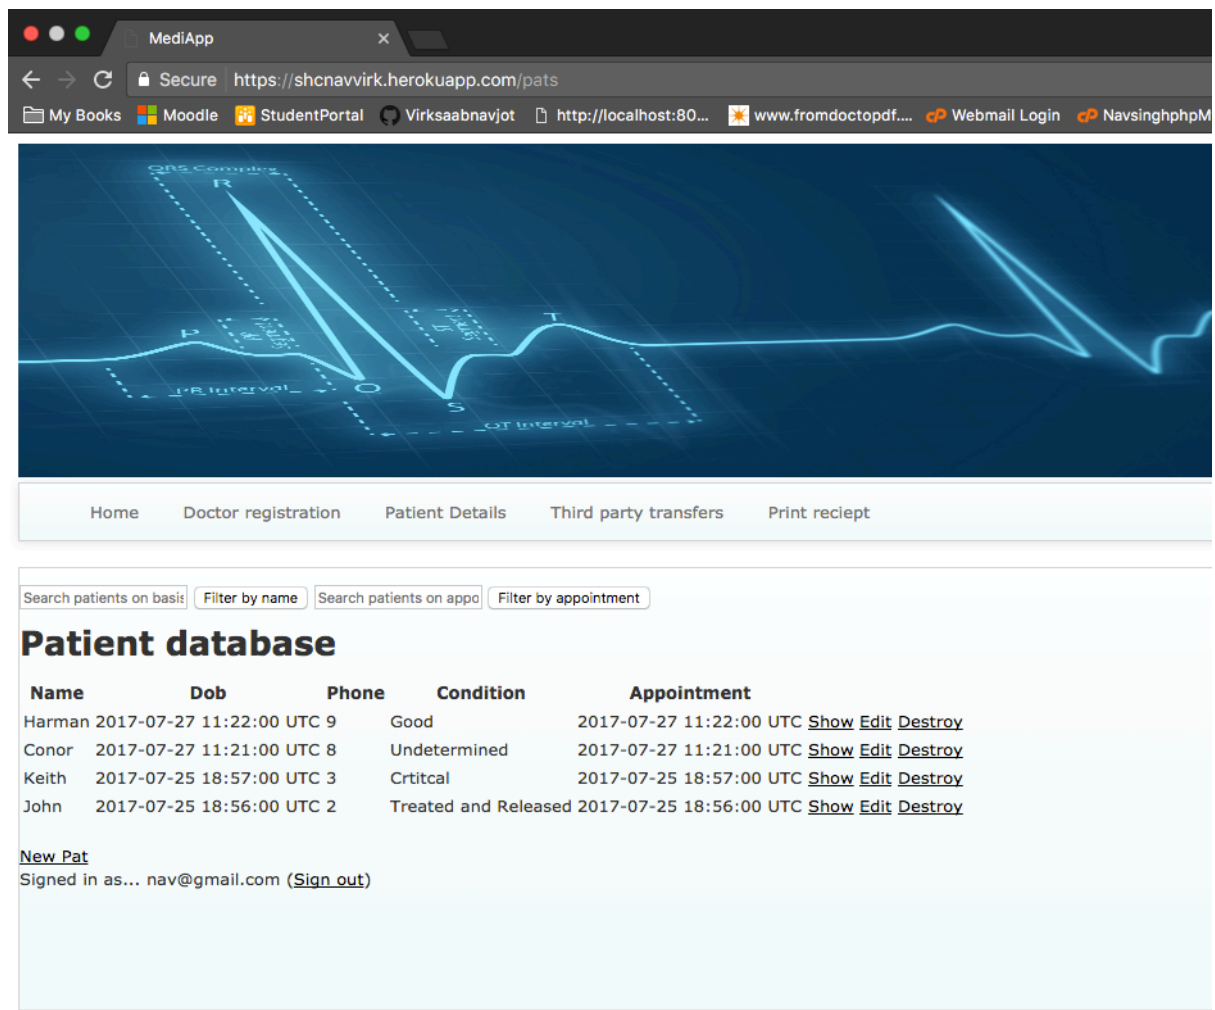 MediApp
Secure https://shcnavvirk.herokuapp.com/pats
My Books Moodle StudentPortal Virksaabnavjot http://localhost:80... www.fromdoctopdf.... Webmail Login NavsinghphpM
QRS Complex
R
P
T
PR Interval
Q
S
QT Interval
Home Doctor registration Patient Details Third party transfers Print reciept
Search patients on basis Filter by name Search patients on appo Filter by appointment
Patient database
Name Dob Phone Condition Appointment
Harman 2017-07-27 11:22:00 UTC 9 Good 2017-07-27 11:22:00 UTC Show Edit Destroy
Conor 2017-07-27 11:21:00 UTC 8 Undetermined 2017-07-27 11:21:00 UTC Show Edit Destroy
Keith 2017-07-25 18:57:00 UTC 3 Crtitcal 2017-07-25 18:57:00 UTC Show Edit Destroy
John 2017-07-25 18:56:00 UTC 2 Treated and Released 2017-07-25 18:56:00 UTC Show Edit Destroy
New Pat
Signed in as... nav@gmail.com (Sign out)